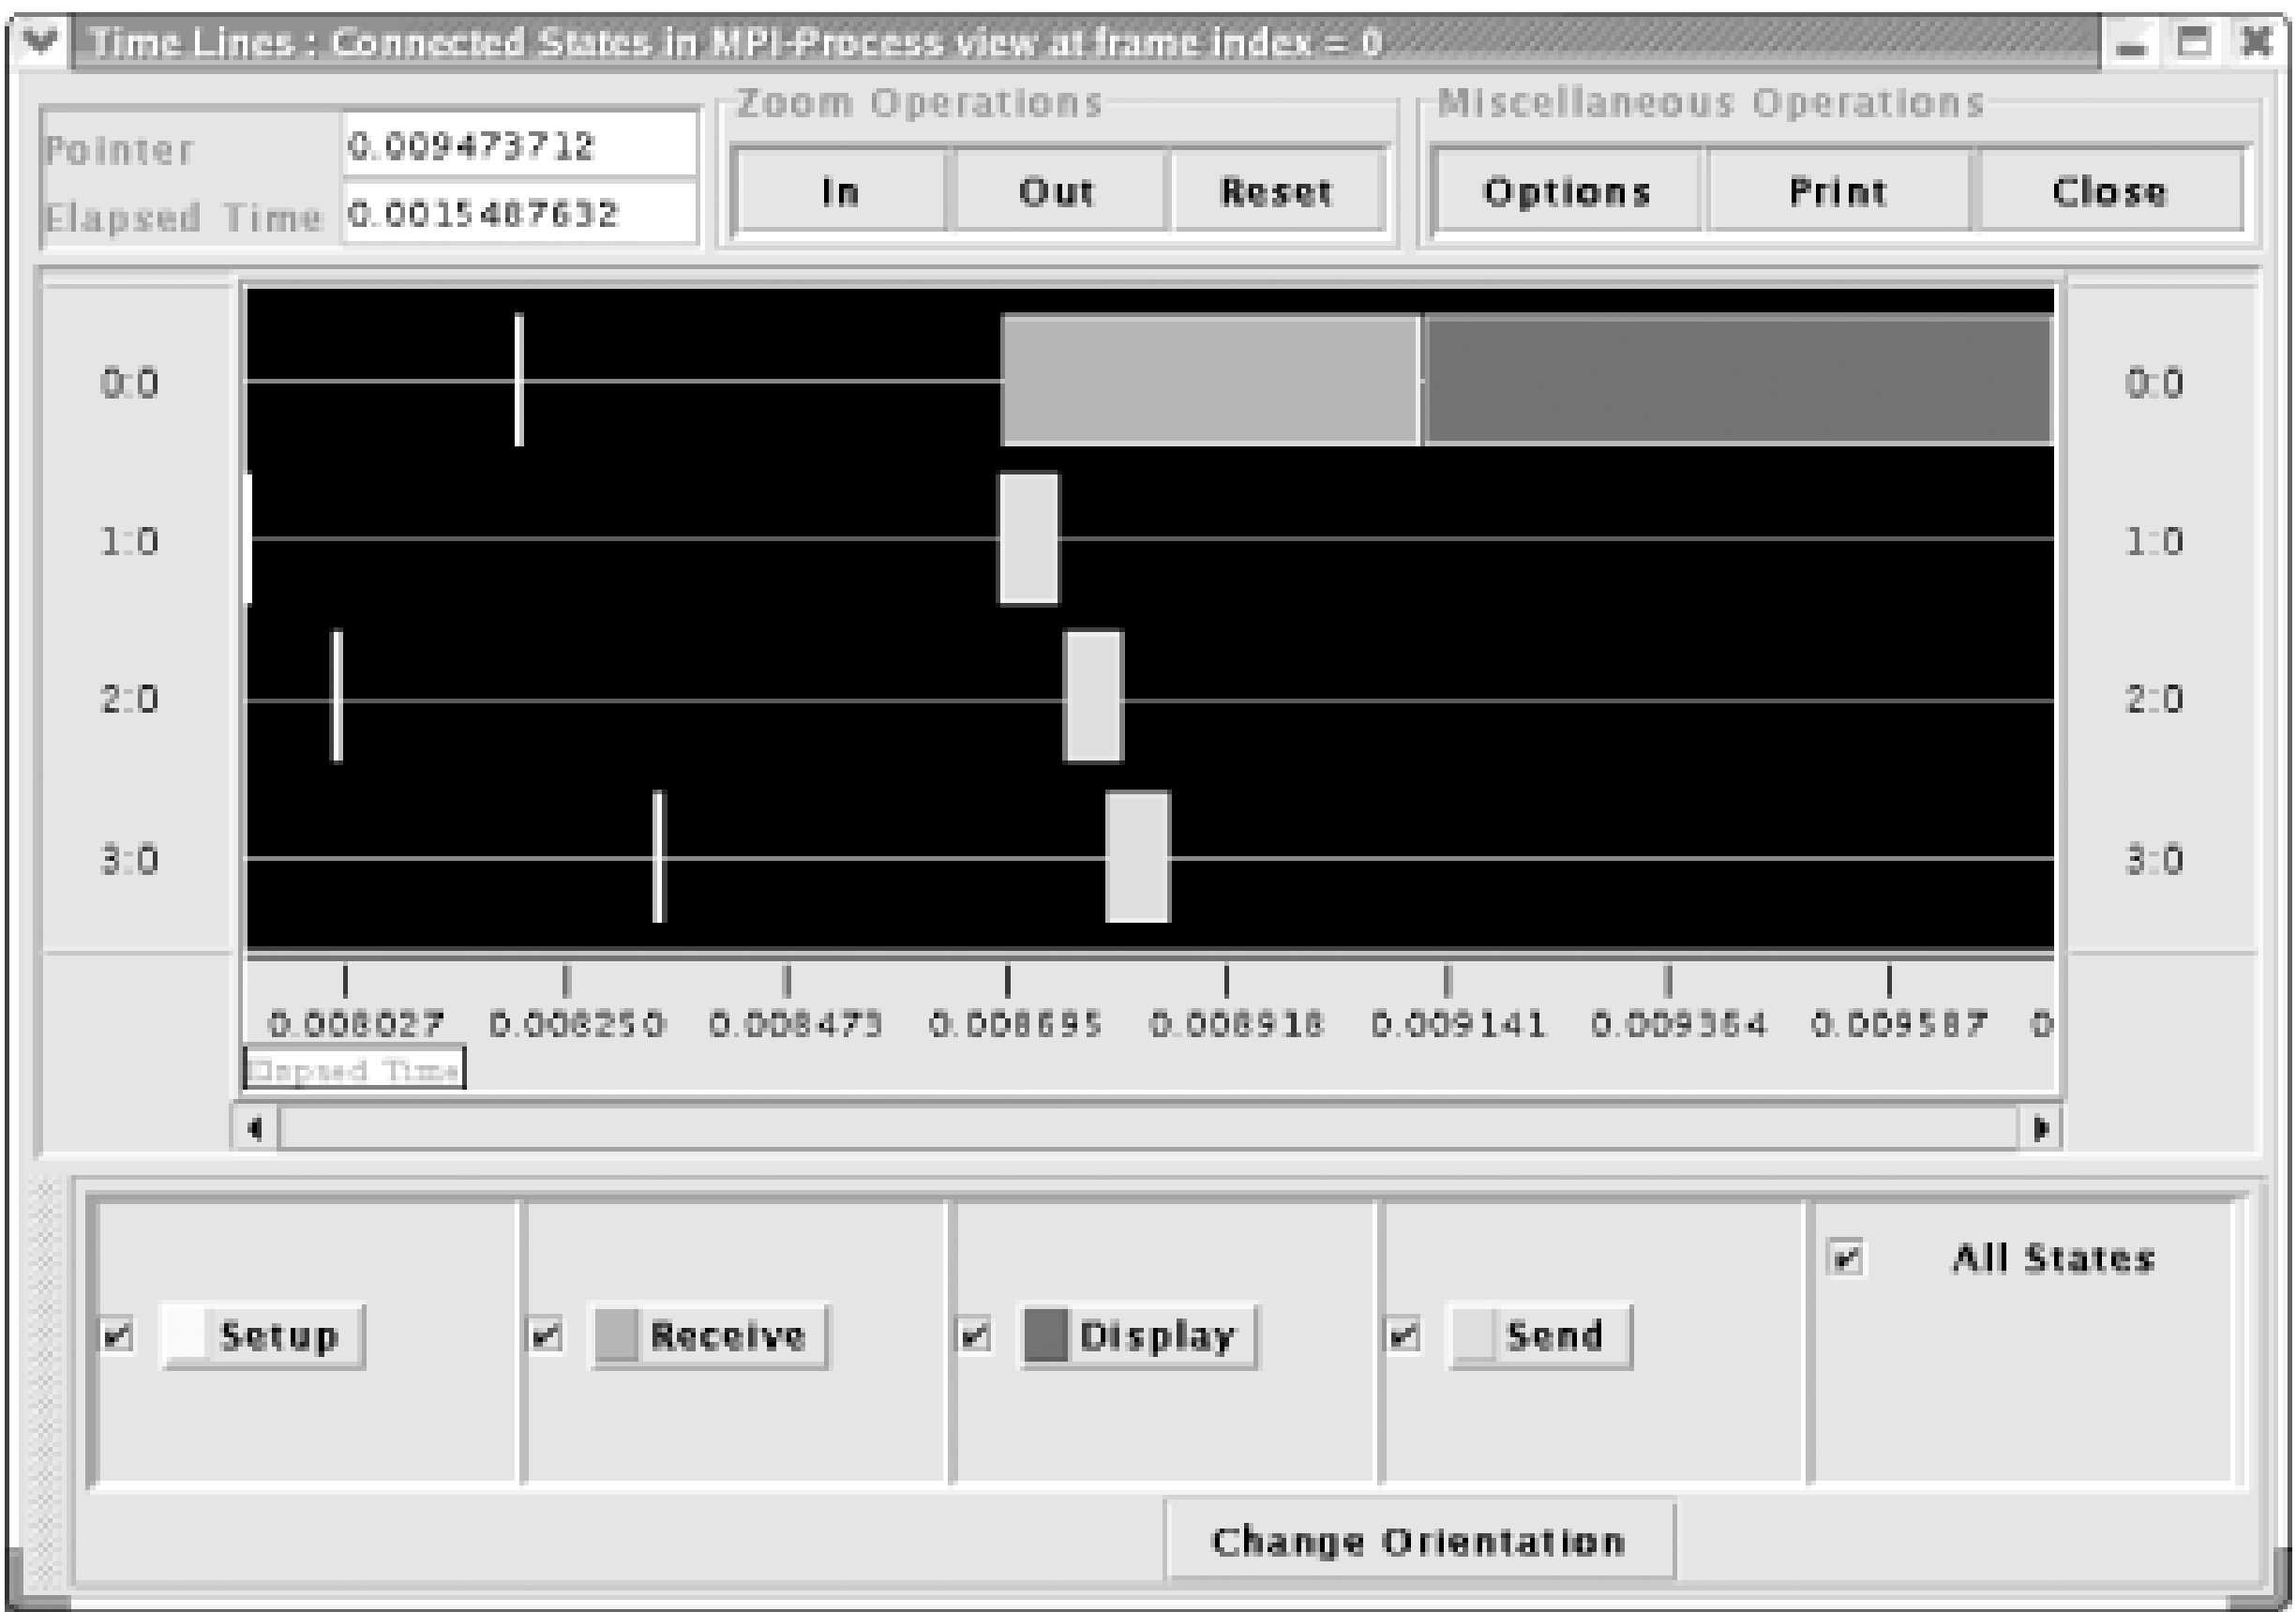 Time Lines : Connected States in MPI-Process view at frame index = 0
Zoom Operations
Miscellaneous Operations
Pointer 0.009473712
Elapsed Time 0.0015487632
In Out Reset
Options Print Close
0:0 0:0
1:0 1:0
2:0 2:0
3:0 3:0
0.008027 0.008250 0.008473 0.008695 0.008918 0.009141 0.009364 0.009587 0
Elapsed Time
All States
Setup Receive Display Send
Change Orientation